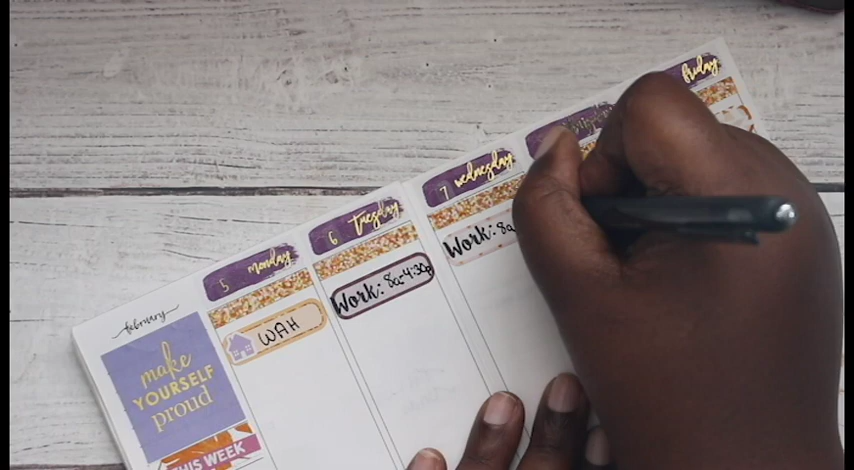 february
make
YOURSELF
proud
THIS WEEK
5 monday
WAH
6 tuesday
Work: 8a-4:30p
7 wednesday
Work: 8a
friday